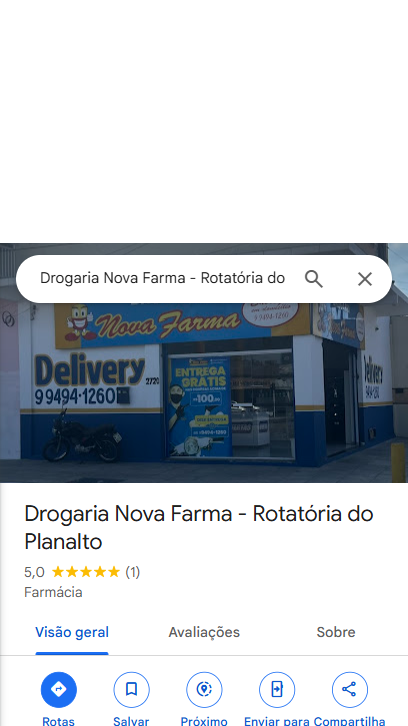 Drogaria Nova Farma - Rotatória do
Nova Farma
9 9494-1260
Delivery
2720
9 9494-1260
ENTREGA
GRÁTIS
100,00
Delivery
Drogaria Nova Farma - Rotatória do
Planalto
5,0 ★★★★★ (1)
Farmácia
Visão geral Avaliações Sobre
Rotas Salvar Próximo Enviar para Compartilha